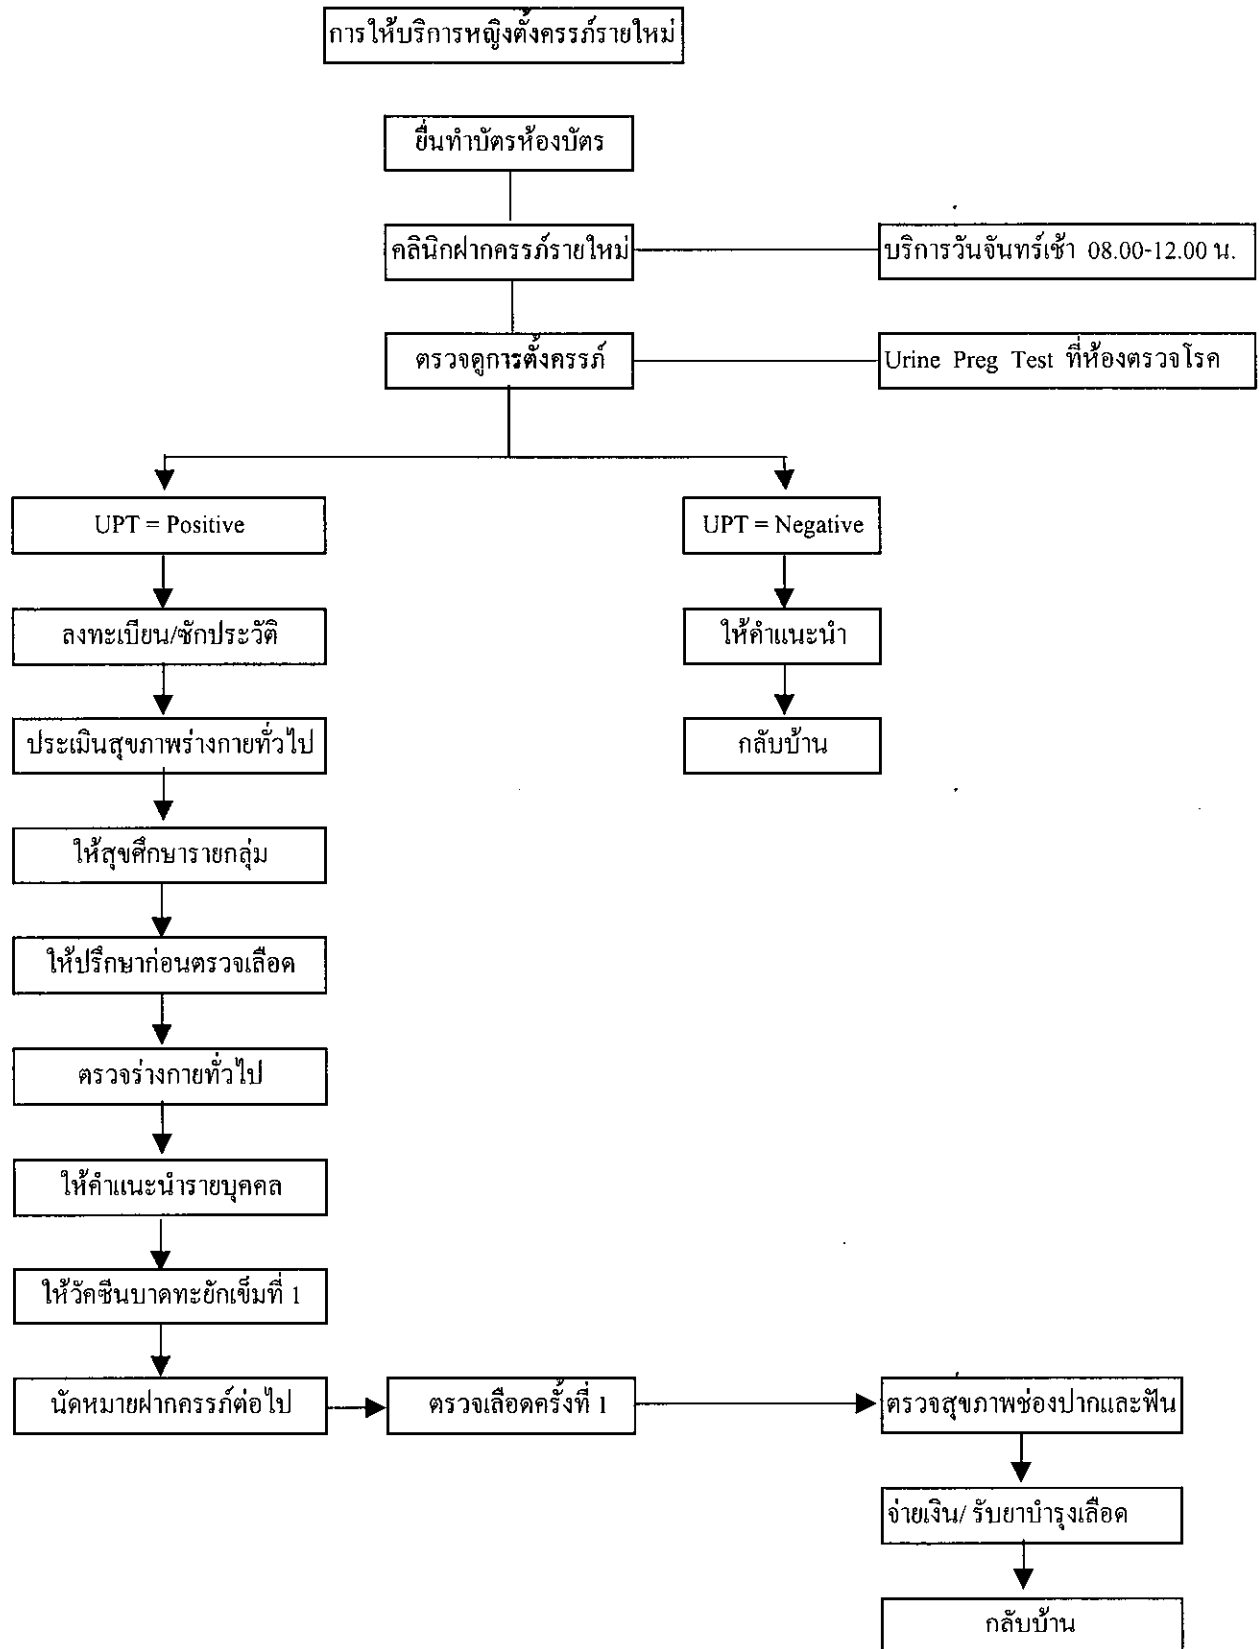 การให้บริการหญิงตั้งครรภ์รายใหม่
ยื่นทำบัตรห้องบัตร
คลินิกฝากครรภ์รายใหม่
บริการวันจันทร์เช้า 08.00-12.00 น.
ตรวจดูการตั้งครรภ์
Urine Preg Test ที่ห้องตรวจโรค
UPT = Positive
UPT = Negative
ลงทะเบียน/ซักประวัติ
ให้คำแนะนำ
ประเมินสุขภาพร่างกายทั่วไป
กลับบ้าน
ให้สุขศึกษารายกลุ่ม
ให้ปรึกษาก่อนตรวจเลือด
ตรวจร่างกายทั่วไป
ให้คำแนะนำรายบุคคล
ให้วัคซีนบาดทะยักเข็มที่ 1
นัดหมายฝากครรภ์ต่อไป
ตรวจเลือดครั้งที่ 1
ตรวจสุขภาพช่องปากและฟัน
จ่ายเงิน/ รับยาบำรุงเลือด
กลับบ้าน